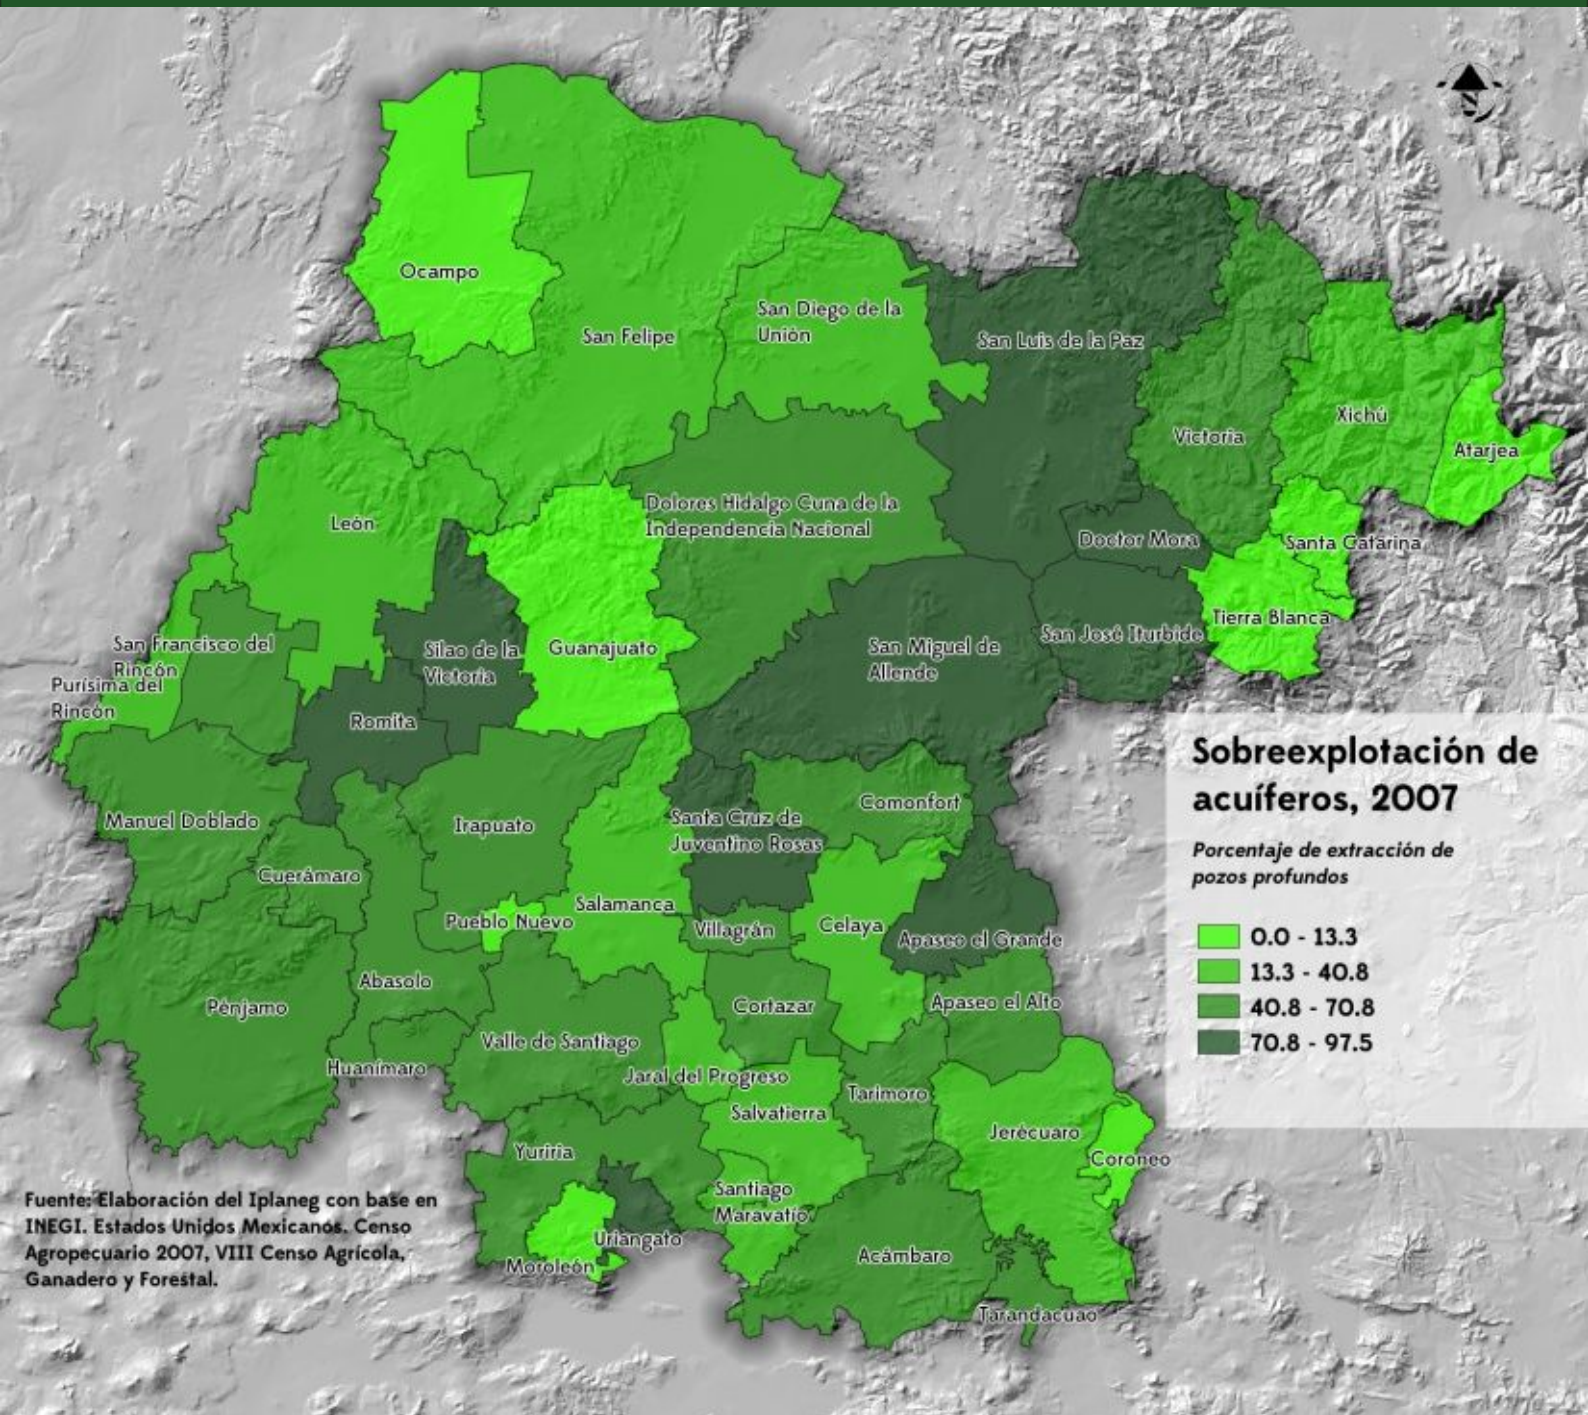 Ocampo
San Felipe
San Diego de la
Unión
San Luis de la Paz
Victoria
Xichú
Atarjea
León
Dolores Hidalgo Cuna de la
Independencia Nacional
Doctor Mora
Santa Catarina
Tierra Blanca
San José Iturbide
San Miguel de
Allende
Guanajuato
Silao de la
Victoria
San Francisco del
Rincón
Purísima del
Rincón
Romita
Manuel Doblado
Irapuato
Santa Cruz de
Juventino Rosas
Comonfort
Cuerámaro
Pueblo Nuevo
Salamanca
Villagrán
Celaya
Apaseo el Grande
Abasolo
Pénjamo
Cortazar
Apaseo el Alto
Valle de Santiago
Huanímaro
Jaral del Progreso
Tarimoro
Salvatierra
Jerécuaro
Coroneo
Yuriria
Santiago
Maravatío
Uriangato
Moroleón
Acámbaro
Tarandacuao
Sobreexplotación de
acuíferos, 2007
Porcentaje de extracción de
pozos profundos
0.0 - 13.3
13.3 - 40.8
40.8 - 70.8
70.8 - 97.5
Fuente: Elaboración del Iplaneg con base en
INEGI. Estados Unidos Mexicanos. Censo
Agropecuario 2007, VIII Censo Agrícola,
Ganadero y Forestal.